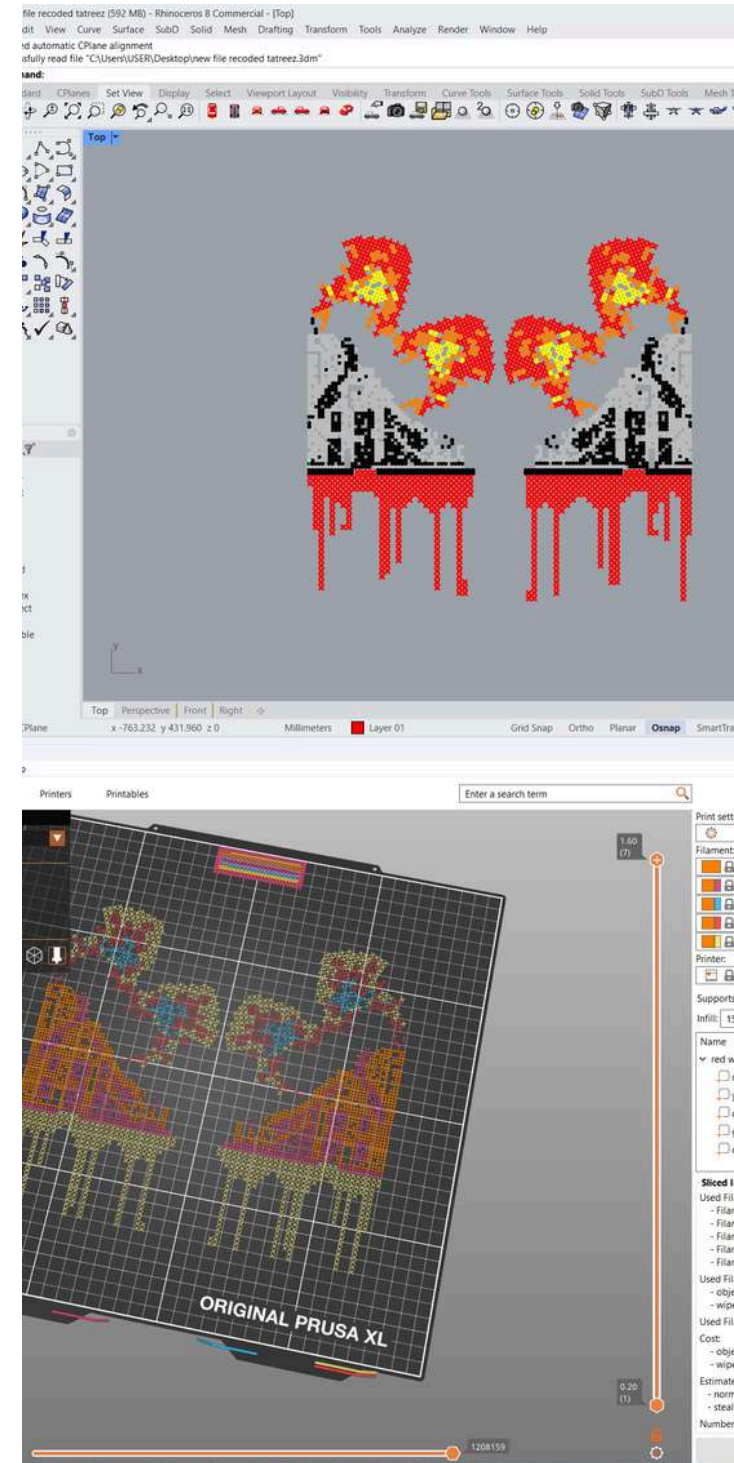 file recoded tatreez (592 MB) - Rhinoceros 8 Commercial - [Top]
dit View Curve Surface SubD Solid Mesh Drafting Transform Tools Analyze Render Window Help
ed automatic CPlane alignment
sfully read file "C:\Users\USER\Desktop\new file recoded tatreez.3dm"
mand:
dard CPlanes Set View Display Select Viewport Layout Visibility Transform Curve Tools Surface Tools Solid Tools SubD Tools Mesh T
Top
y
x
Top Perspective Front Right
CPlane x -763.232 y 431.960 z 0 Millimeters Layer 01 Grid Snap Ortho Planar Osnap SmartTra
Printers Printables Enter a search term
Print sett
1.60
(7)
Filament:
Printer:
Supports
Infill: 15
Name
red w
Sliced I
Used Fil
- Filar
- Filar
- Filar
- Filar
- Filar
Used Fil
- obje
- wipe
Used Fil
Cost:
- obje
- wipe
Estimate
- norm
- steal
Number
ORIGINAL PRUSA XL
0.20
(1)
1208159